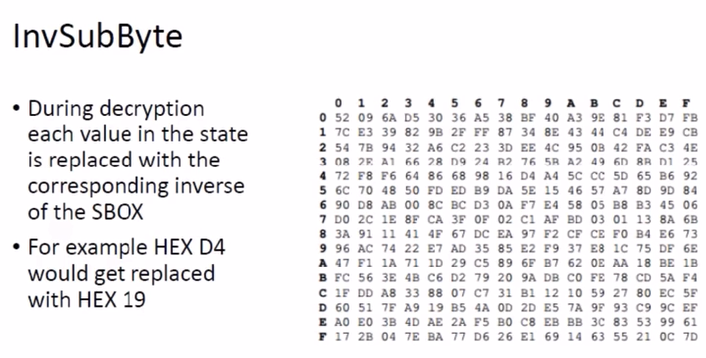 InvSubByte
• During decryption
each value in the state
is replaced with the
corresponding inverse
of the SBOX
• For example HEX D4
would get replaced
with HEX 19
0 1 2 3 4 5 6 7 8 9 A B C D E F
0 52 09 6A D5 30 36 A5 38 BF 40 A3 9E 81 F3 D7 FB
1 7C E3 39 82 9B 2F FF 87 34 8E 43 44 C4 DE E9 CB
2 54 7B 94 32 A6 C2 23 3D EE 4C 95 0B 42 FA C3 4E
3 08 2E A1 66 28 D9 24 B2 76 5B A2 49 6D 8B D1 25
4 72 F8 F6 64 86 68 98 16 D4 A4 5C CC 5D 65 B6 92
5 6C 70 48 50 FD ED B9 DA 5E 15 46 57 A7 8D 9D 84
6 90 D8 AB 00 8C BC D3 0A F7 E4 58 05 B8 B3 45 06
7 D0 2C 1E 8F CA 3F 0F 02 C1 AF BD 03 01 13 8A 6B
8 3A 91 11 41 4F 67 DC EA 97 F2 CF CE F0 B4 E6 73
9 96 AC 74 22 E7 AD 35 85 E2 F9 37 E8 1C 75 DF 6E
A 47 F1 1A 71 1D 29 C5 89 6F B7 62 0E AA 18 BE 1B
B FC 56 3E 4B C6 D2 79 20 9A DB C0 FE 78 CD 5A F4
C 1F DD A8 33 88 07 C7 31 B1 12 10 59 27 80 EC 5F
D 60 51 7F A9 19 B5 4A 0D 2D E5 7A 9F 93 C9 9C EF
E A0 E0 3B 4D AE 2A F5 B0 C8 EB BB 3C 83 53 99 61
F 17 2B 04 7E BA 77 D6 26 E1 69 14 63 55 21 0C 7D